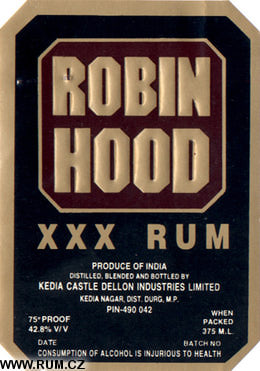 ROBIN
HOOD
XXX RUM
PRODUCE OF INDIA
DISTILLED, BLENDED AND BOTTLED BY
KEDIA CASTLE DELLON INDUSTRIES LIMITED
KEDIA NAGAR, DIST. DURG, M.P.
PIN-490 042
75° PROOF
42.8% V/V
WHEN
PACKED
375 M.L.
DATE BATCH NO
CONSUMPTION OF ALCOHOL IS INJURIOUS TO HEALTH
www.RUM.CZ